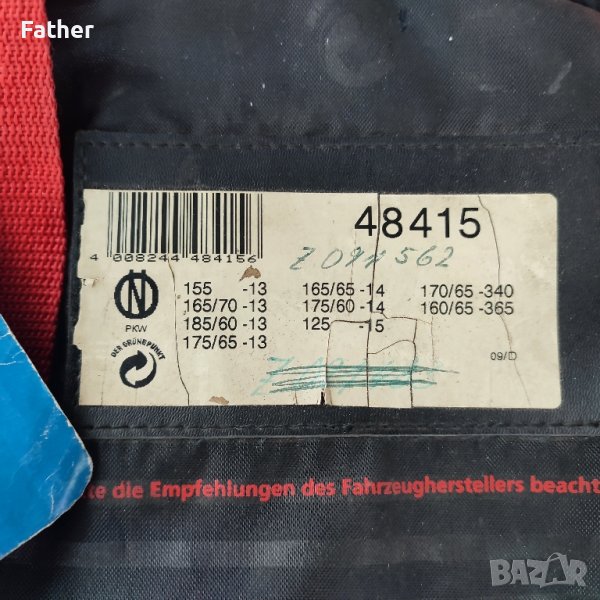 Father
48415
4 008244 484156
Z 091 562
155 -13
165/70 -13
185/60 -13
175/65 -13
165/65 -14
175/60 -14
125 -15
170/65 -340
160/65 -365
PKW
DER GRÜNE PUNKT
09/D
die Empfehlungen des Fahrzeugherstellers beacht
BAZAR